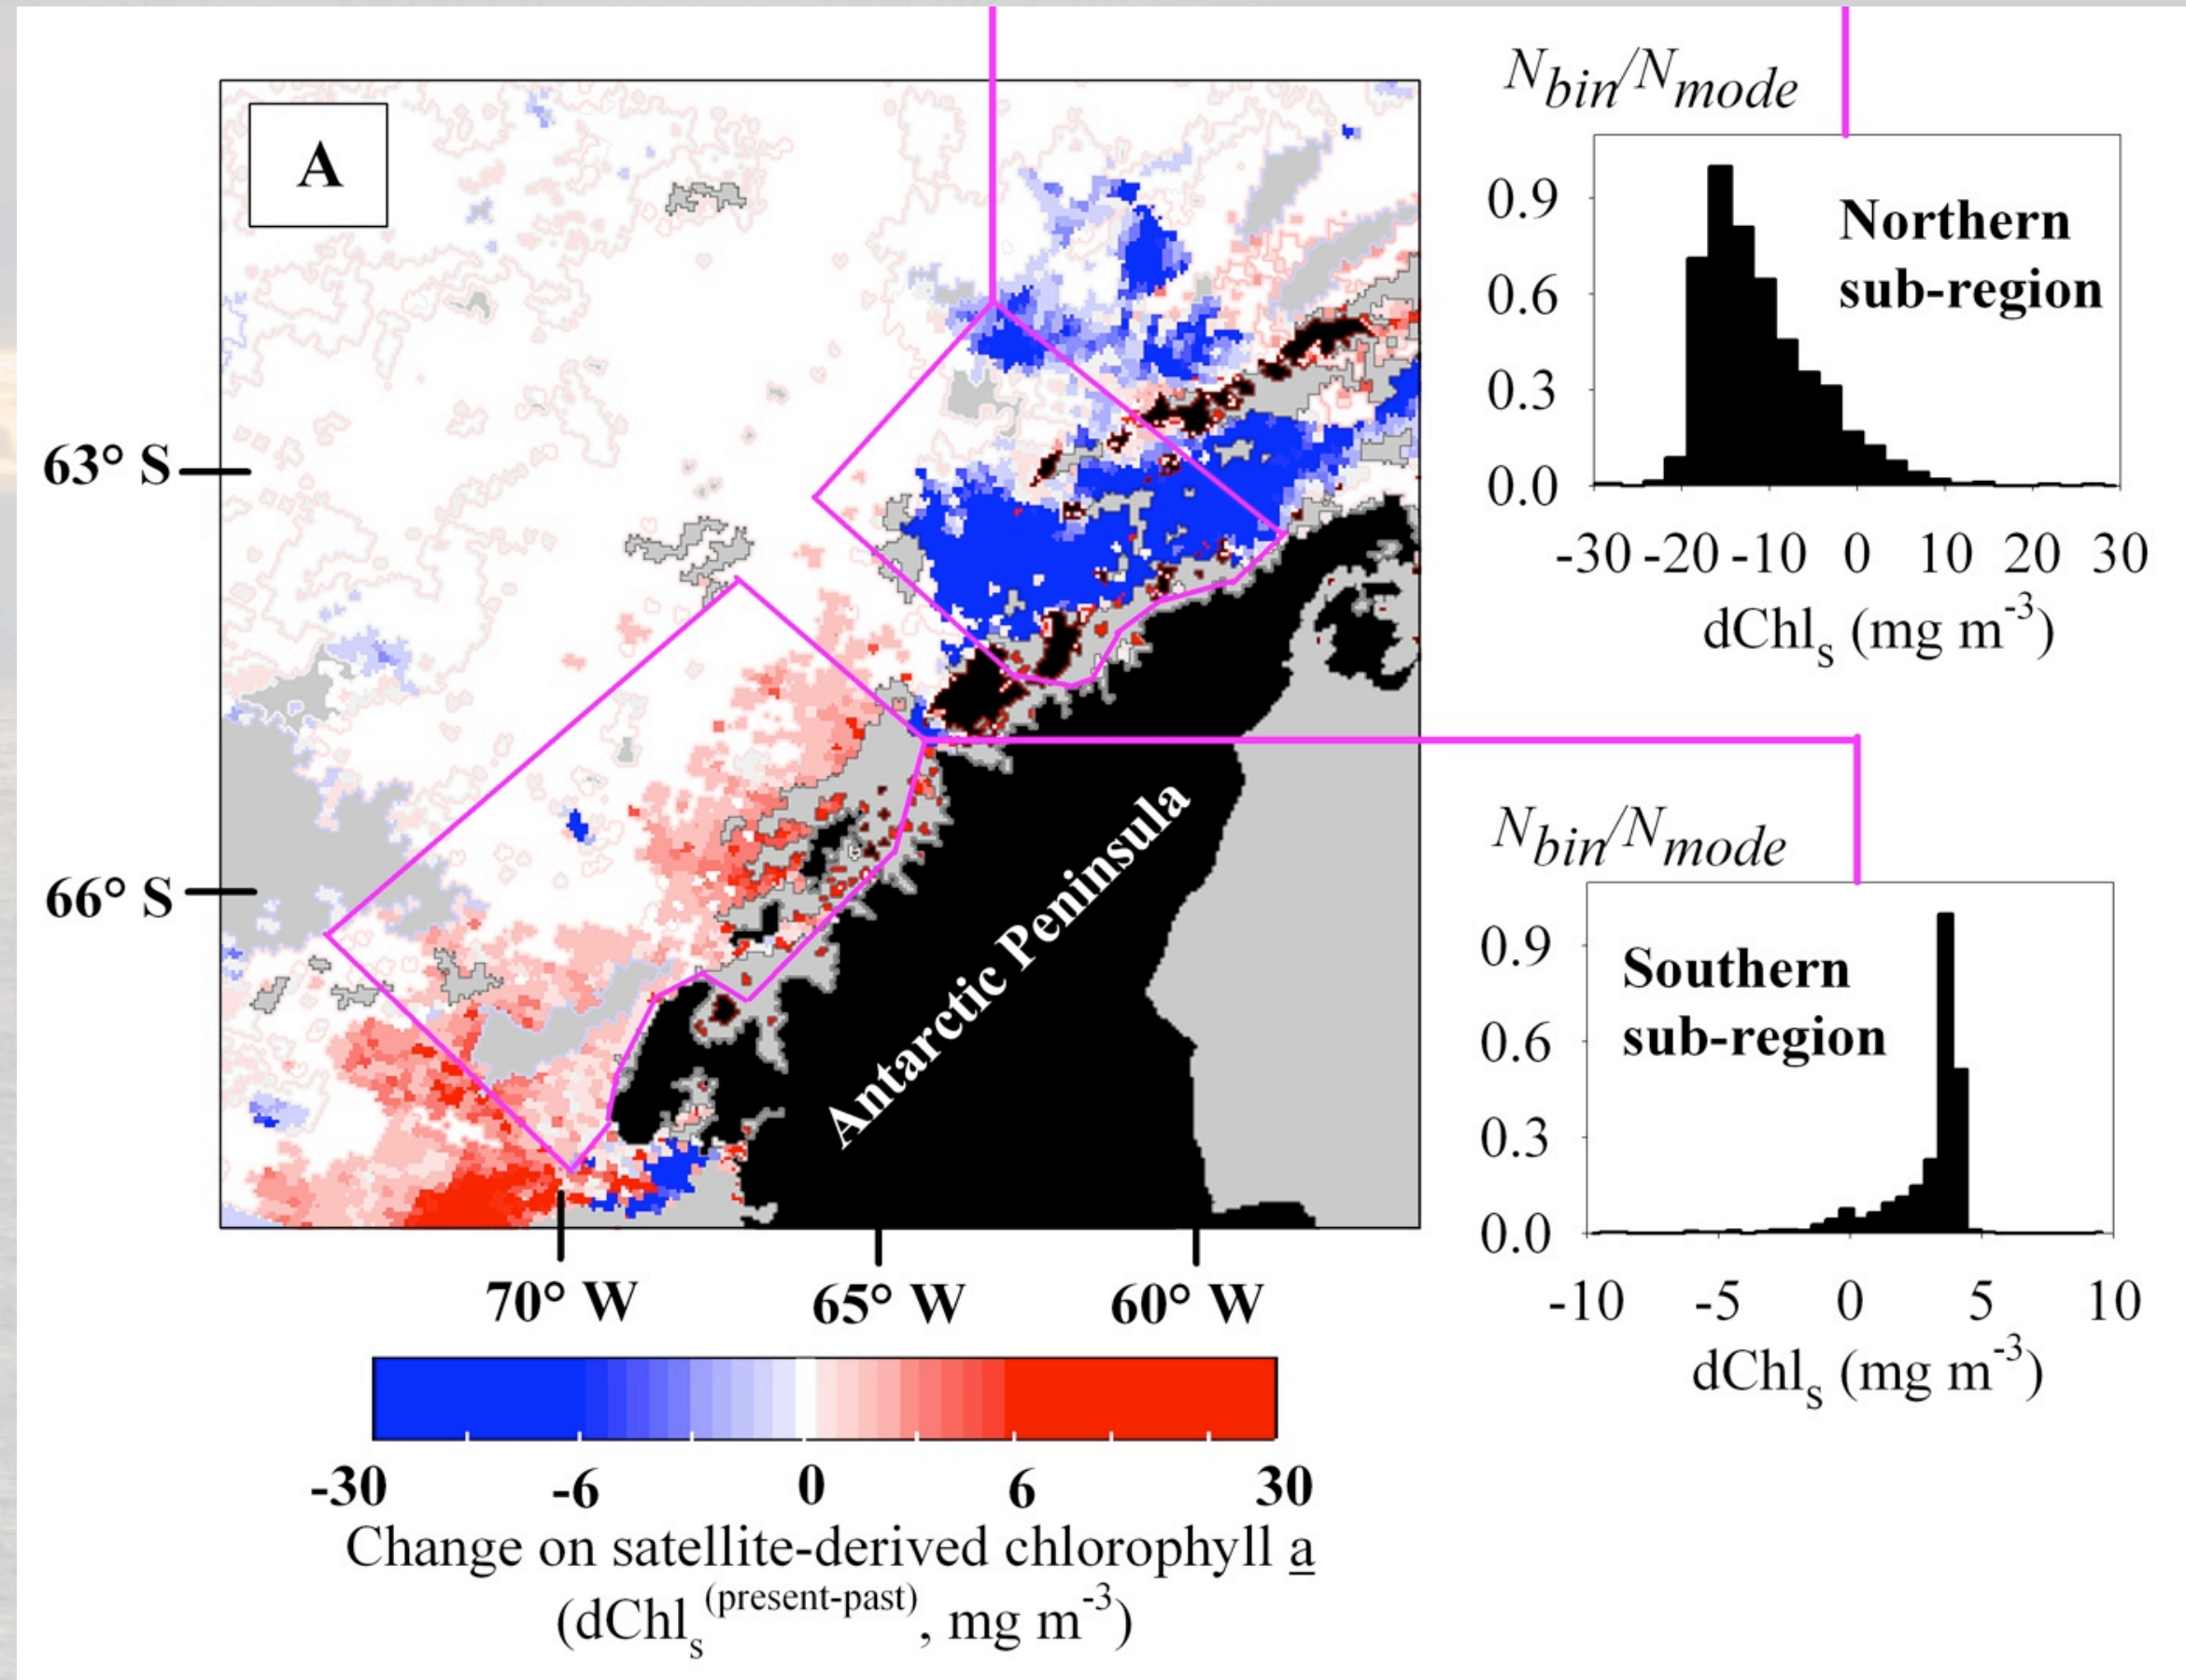 A
63° S
66° S
70° W
65° W
60° W
Antarctic Peninsula
-30
-6
0
6
30
Change on satellite-derived chlorophyll a
(dChls (present-past), mg m-3)
Nbin/Nmode
0.9
0.6
0.3
0.0
Northern
sub-region
-30 -20 -10 0 10 20 30
dChls (mg m-3)
Nbin/Nmode
0.9
0.6
0.3
0.0
Southern
sub-region
-10 -5 0 5 10
dChls (mg m-3)